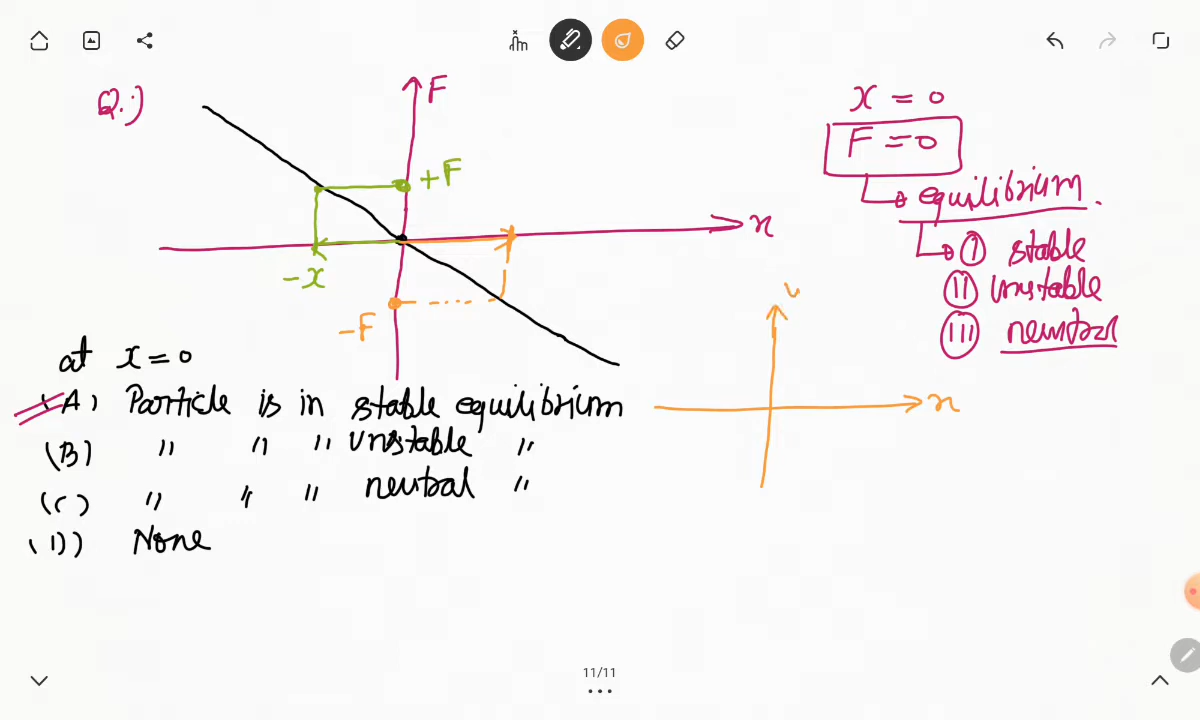 Q.:)
F
x = 0
F = 0
+F
equilibrium.
x
(I) stable
-x
(II) unstable
-F
(III) neutral
at x = 0
(A) Particle is in stable equilibrium
x
(B) " " " unstable "
(C) " " " neutral "
(D) None
11/11